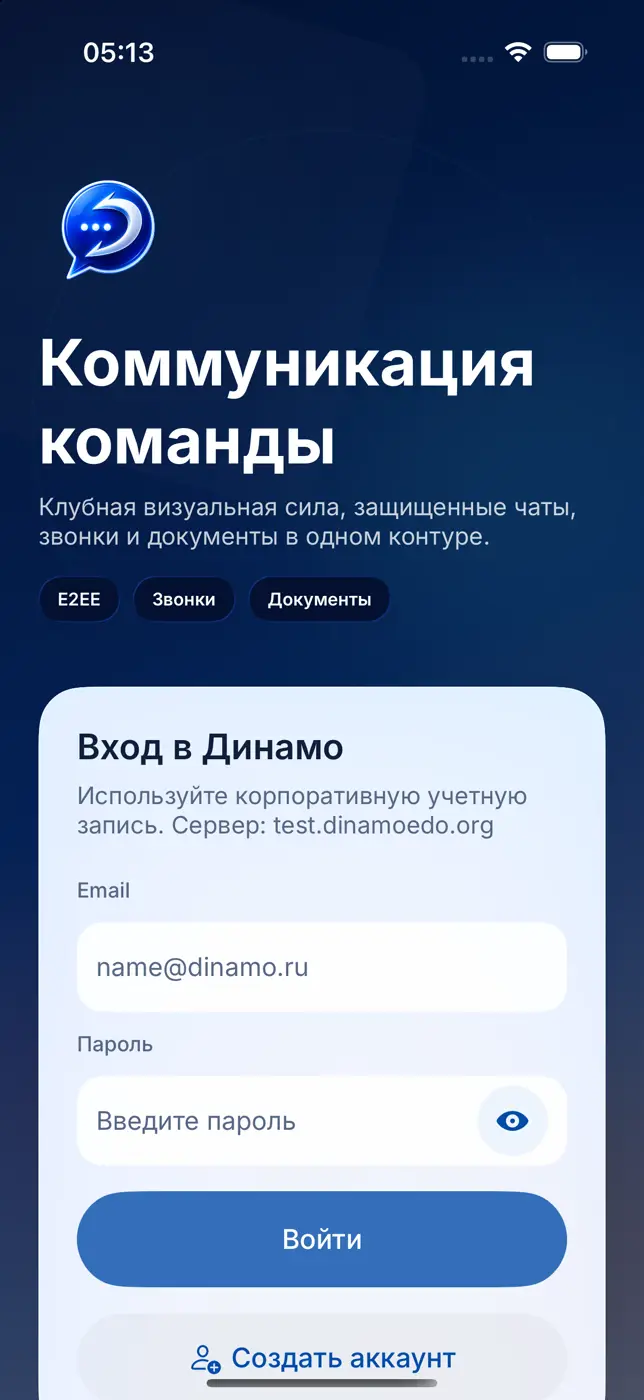 05:13
Коммуникация
команды
Клубная визуальная сила, защищенные чаты,
звонки и документы в одном контуре.
E2EE
Звонки
Документы
Вход в Динамо
Используйте корпоративную учетную
запись. Сервер: test.dinamoedo.org
Email
name@dinamo.ru
Пароль
Введите пароль
Войти
Создать аккаунт